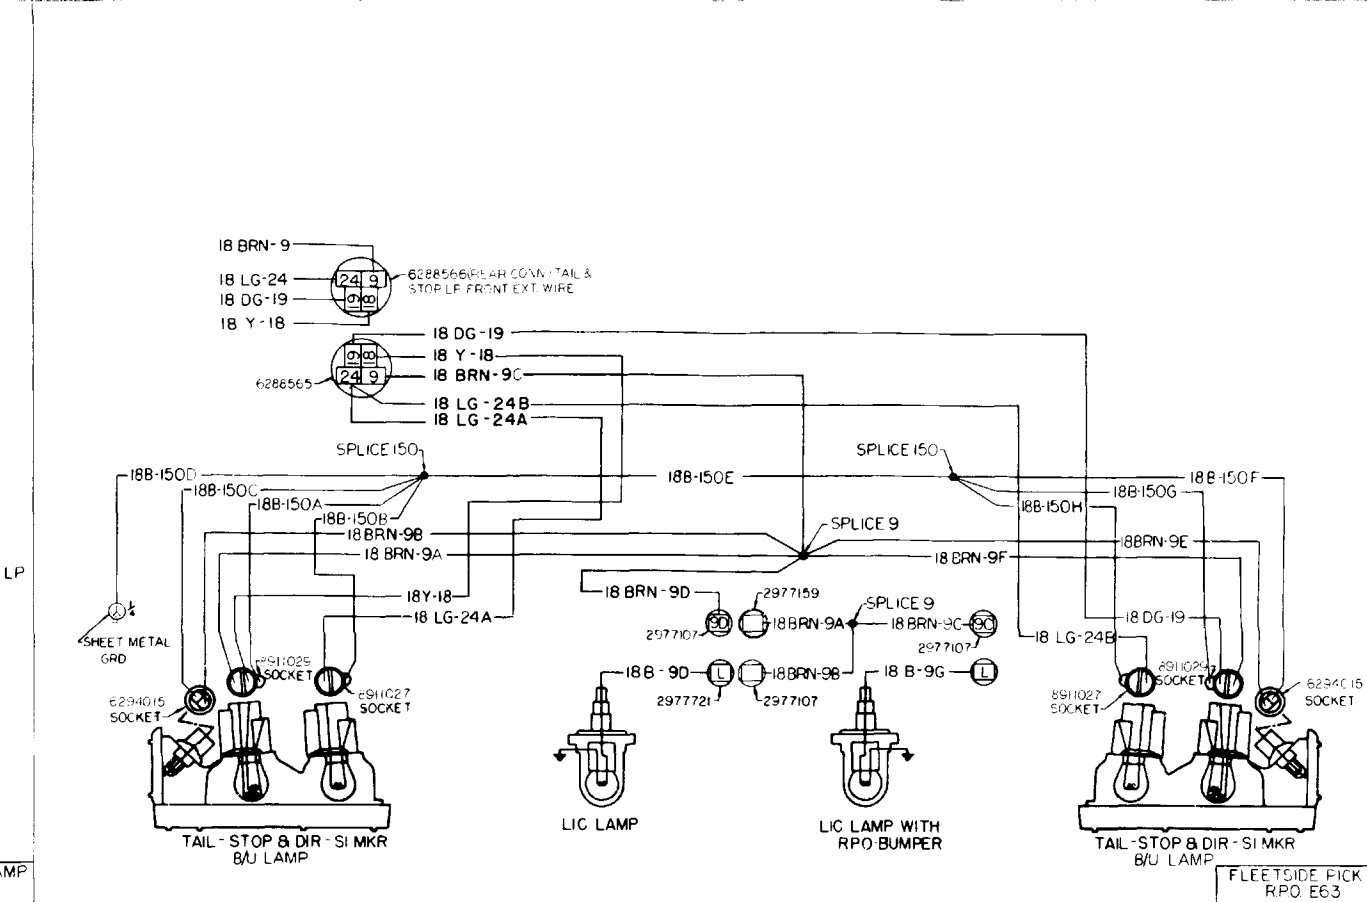 18 BRN-9
18 LG-24
18 DG-19
18 Y-18
24 9
19 18
6288566(REAR CONN) TAIL &
STOP LP FRONT EXT. WIRE
19 18
24 9
6288565
18 DG-19
18 Y-18
18 BRN-9C
18 LG-24B
18 LG-24A
SPLICE 150
SPLICE 150
18B-150D
18B-150E
18B-150F
18B-150C
18B-150G
18B-150A
18B-150H
18B-150B
SPLICE 9
18 BRN-9B
18BRN-9E
18 BRN-9A
18 BRN-9F
LP
18Y-18
18 BRN-9D
2977159
SPLICE 9
18 LG-24A
9D
18BRN-9A
18 BRN-9C
9C
18 DG-19
2977107
2977107
18 LG-24B
SHEET METAL
GRD
8911029
SOCKET
18 B-9D
L
18BRN-9B
18 B-9G
L
8911029
SOCKET
6294015
SOCKET
8911027
SOCKET
2977721
2977107
8911027
SOCKET
6294015
SOCKET
LIC LAMP
LIC LAMP WITH
RPO-BUMPER
TAIL-STOP & DIR-SI MKR
B/U LAMP
TAIL-STOP & DIR-SI MKR
B/U LAMP
AMP
FLEETSIDE PICK
R.P.O. E63